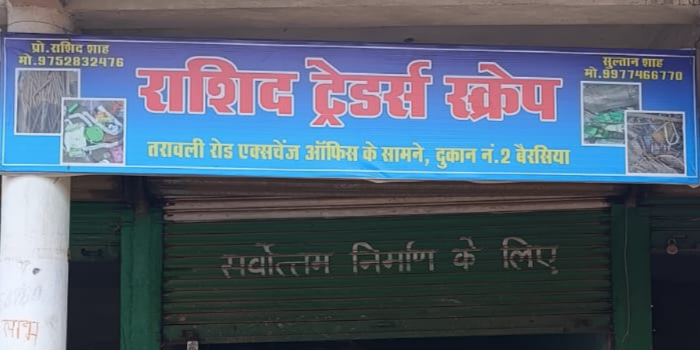 प्रो.राशिद शाह
मो.9752832476
सुल्तान शाह
मो.9977466770
राशिद ट्रेडर्स स्क्रेप
तरावली रोड एक्सचेंज ऑफिस के सामने, दुकान नं.2 बैरसिया
सर्वोत्तम निर्माण के लिए
लाभ